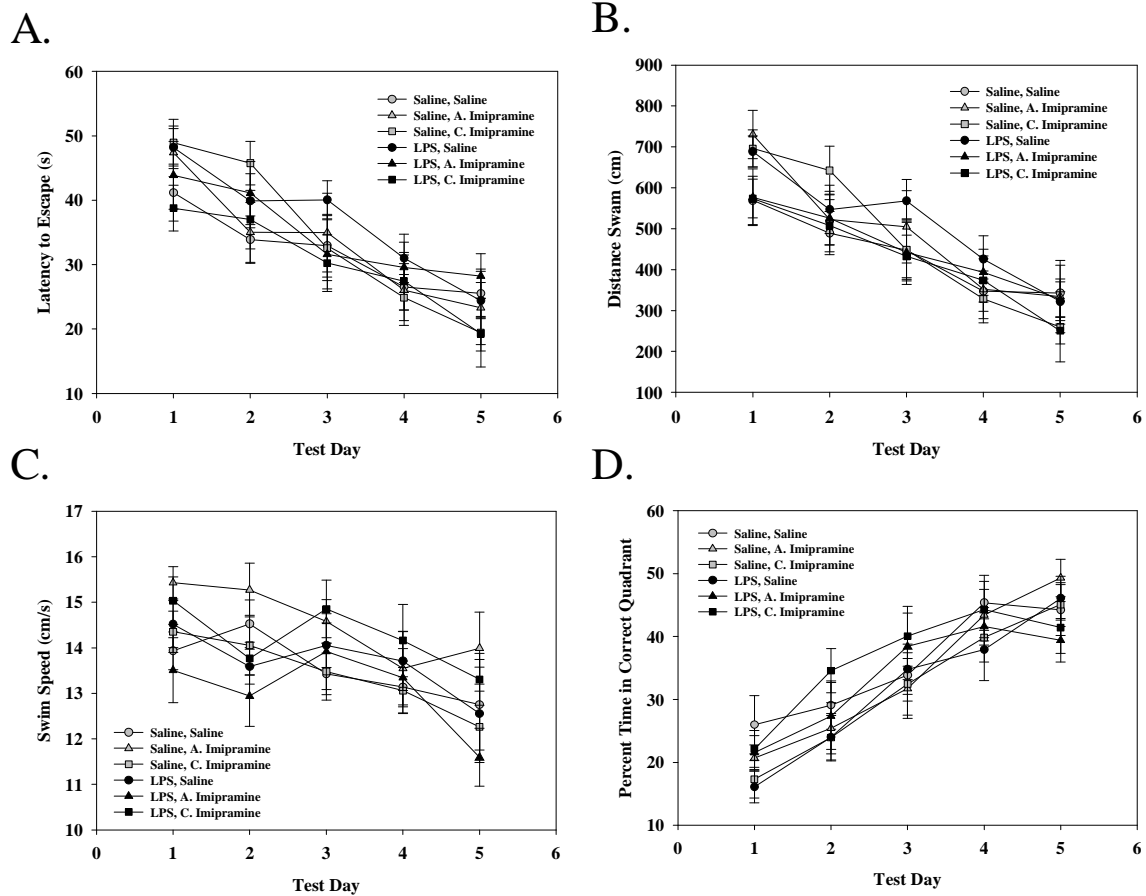 A.
60
50
40
30
20
10
0
1
2
3
4
5
6
Latency to Escape (s)
Test Day
Saline, Saline
Saline, A. Imipramine
Saline, C. Imipramine
LPS, Saline
LPS, A. Imipramine
LPS, C. Imipramine
B.
900
800
700
600
500
400
300
200
100
0
1
2
3
4
5
6
Distance Swam (cm)
Test Day
Saline, Saline
Saline, A. Imipramine
Saline, C. Imipramine
LPS, Saline
LPS, A. Imipramine
LPS, C. Imipramine
C.
17
16
15
14
13
12
11
10
0
1
2
3
4
5
6
Swim Speed (cm/s)
Test Day
Saline, Saline
Saline, A. Imipramine
Saline, C. Imipramine
LPS, Saline
LPS, A. Imipramine
LPS, C. Imipramine
D.
60
50
40
30
20
10
0
1
2
3
4
5
6
Percent Time in Correct Quadrant
Test Day
Saline, Saline
Saline, A. Imipramine
Saline, C. Imipramine
LPS, Saline
LPS, A. Imipramine
LPS, C. Imipramine